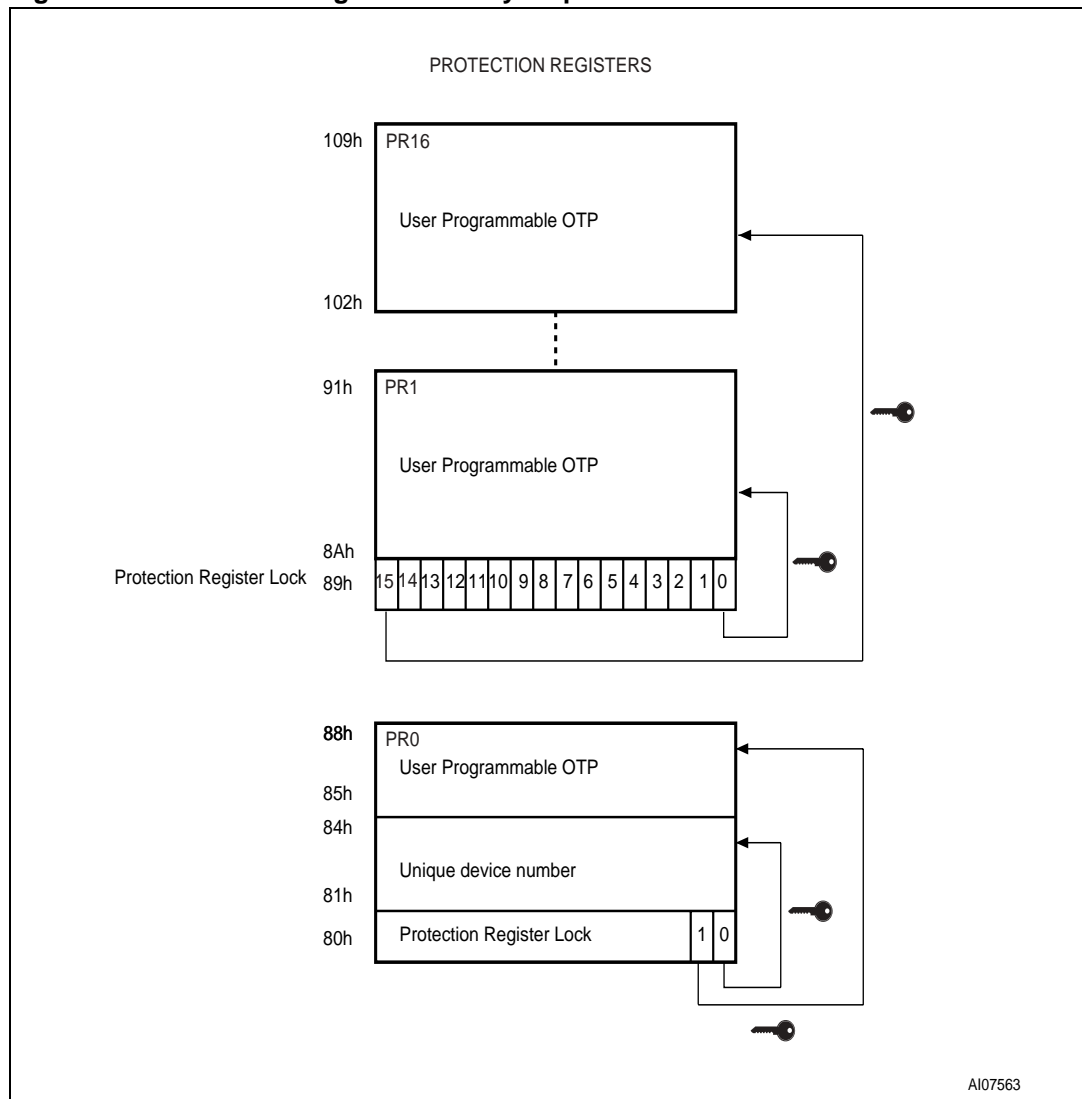 PROTECTION REGISTERS
109h PR16
User Programmable OTP
102h
91h PR1
User Programmable OTP
8Ah
Protection Register Lock 89h 15 14 13 12 11 10 9 8 7 6 5 4 3 2 1 0
88h PR0
User Programmable OTP
85h
84h
Unique device number
81h
80h Protection Register Lock 1 0
AI07563